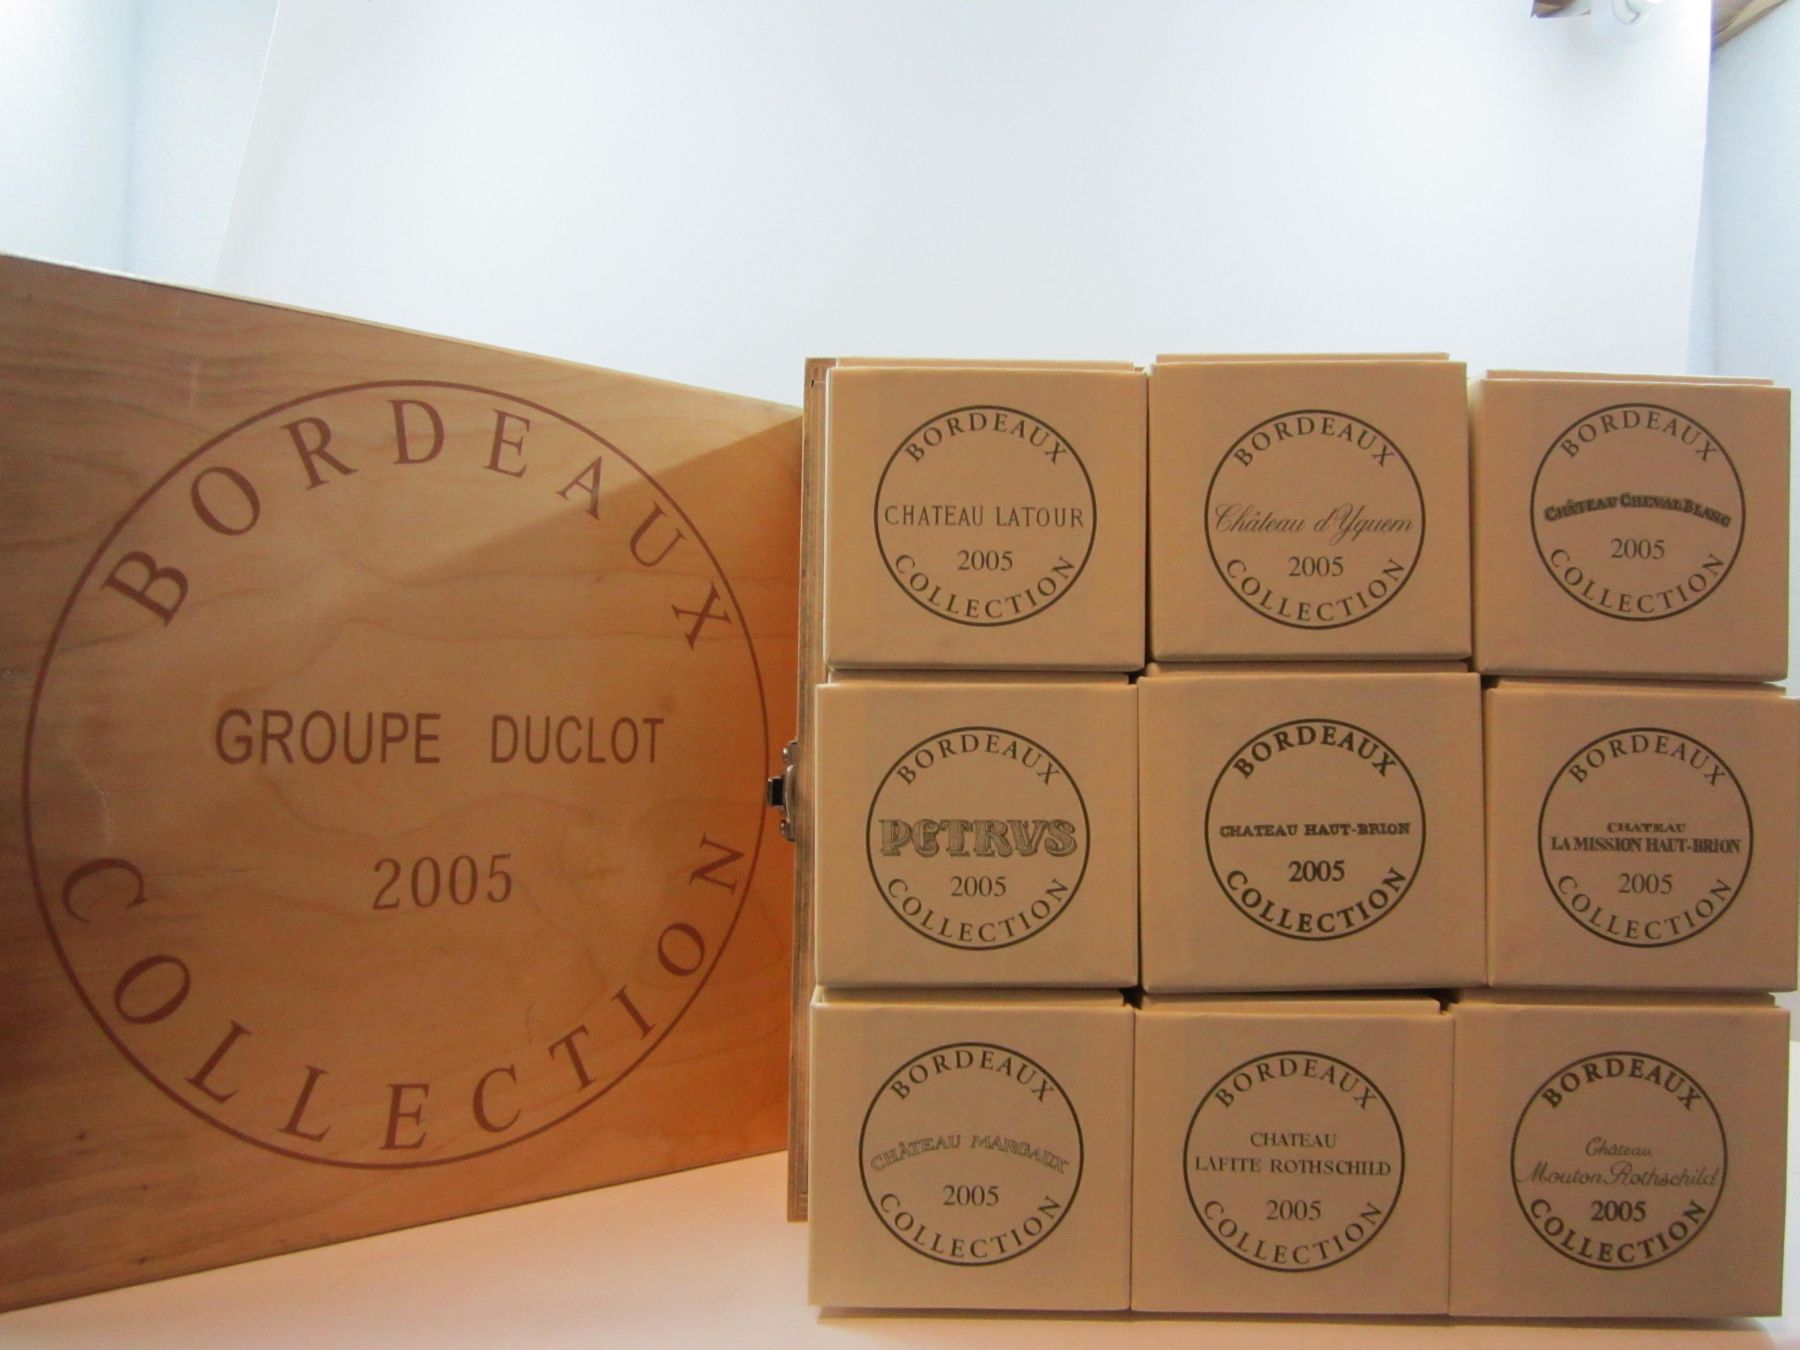 BORDEAUX
GROUPE DUCLOT
2005
COLLECTION
BORDEAUX
CHATEAU LATOUR
2005
COLLECTION
BORDEAUX
Château d'Yquem
2005
COLLECTION
BORDEAUX
CHÂTEAU CHEVAL BLANC
2005
COLLECTION
BORDEAUX
PETRVS
2005
COLLECTION
BORDEAUX
CHATEAU HAUT-BRION
2005
COLLECTION
BORDEAUX
CHATEAU
LA MISSION HAUT-BRION
2005
COLLECTION
BORDEAUX
CHÂTEAU MARGAUX
2005
COLLECTION
BORDEAUX
CHATEAU
LAFITE ROTHSCHILD
2005
COLLECTION
BORDEAUX
Château
Mouton Rothschild
2005
COLLECTION